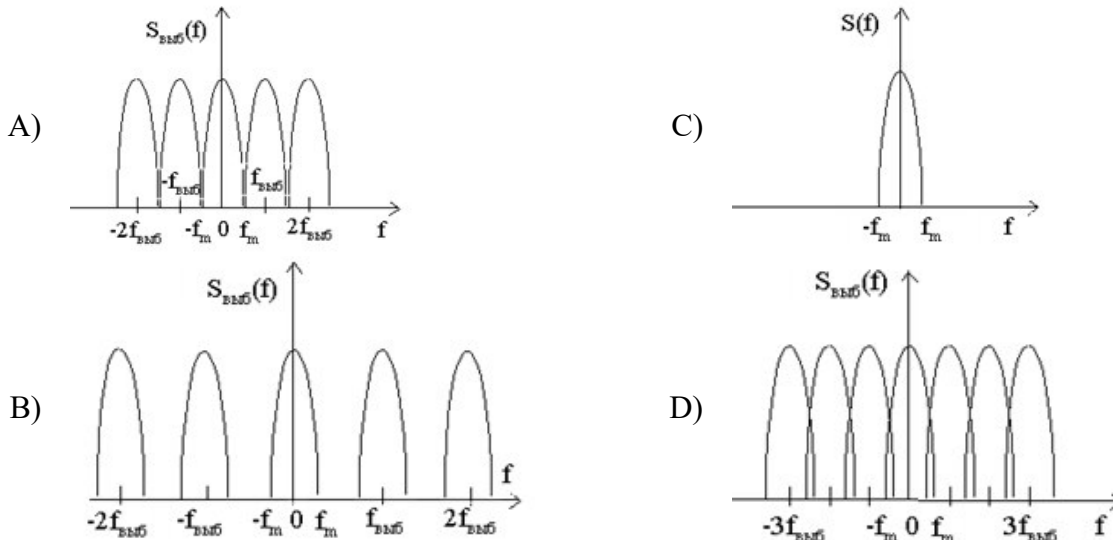 A)
S_выб(f)
-f_выб f_выб
-2f_выб -f_m 0 f_m 2f_выб f
C)
S(f)
-f_m f_m f
B)
S_выб(f)
f
-2f_выб -f_выб -f_m 0 f_m f_выб 2f_выб
D)
S_выб(f)
-3f_выб -f_m 0 f_m 3f_выб f